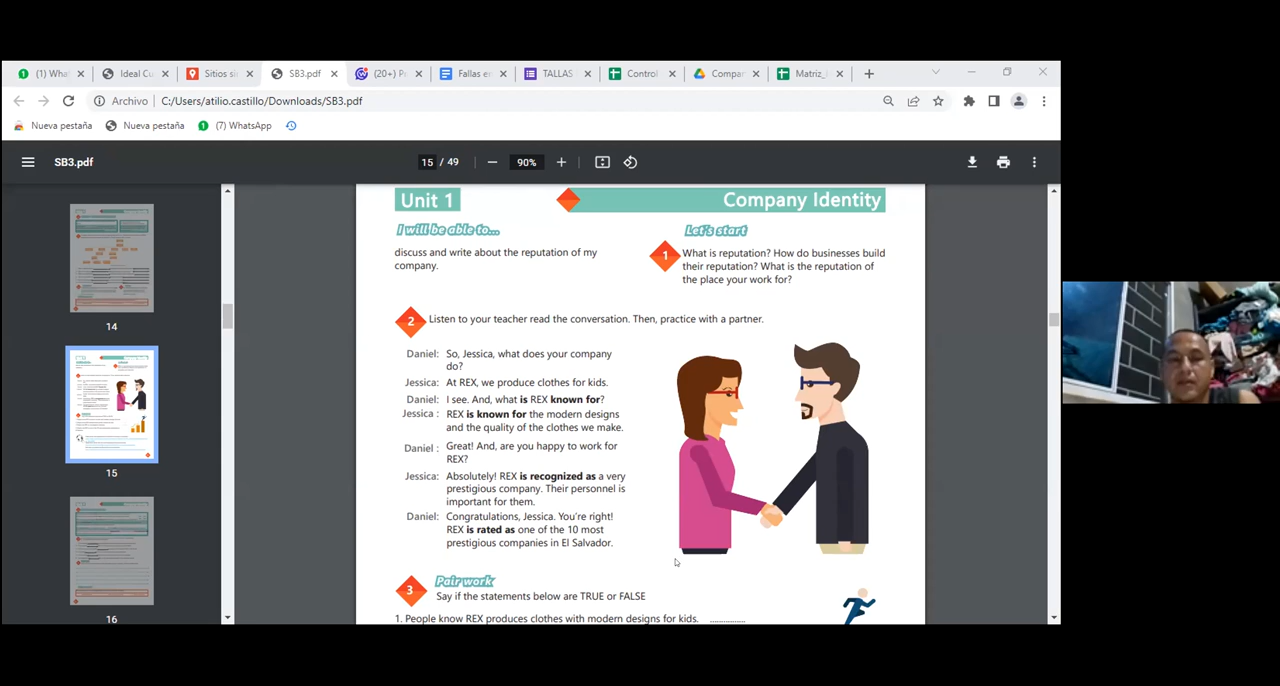 (1) Wha
Ideal Cu
Sitios si
SB3.pdf
(20+) P
Fallas e
TALLAS
Control
Compar
Matriz_
Archivo
C:/Users/atilio.castillo/Downloads/SB3.pdf
Nueva pestaña
Nueva pestaña
(7) WhatsApp
SB3.pdf
15 / 49
90%
14
15
16
Unit 1
Company Identity
I will be able to...
discuss and write about the reputation of my
company.
Let's start
1
What is reputation? How do businesses build
their reputation? What is the reputation of
the place your work for?
2
Listen to your teacher read the conversation. Then, practice with a partner.
Daniel: So, Jessica, what does your company
do?
Jessica: At REX, we produce clothes for kids.
Daniel: I see. And, what is REX known for?
Jessica : REX is known for the modern designs
and the quality of the clothes we make.
Daniel : Great! And, are you happy to work for
REX?
Jessica: Absolutely! REX is recognized as a very
prestigious company. Their personnel is
important for them.
Daniel: Congratulations, Jessica. You're right!
REX is rated as one of the 10 most
prestigious companies in El Salvador.
3
Pair work
Say if the statements below are TRUE or FALSE
1. People know REX produces clothes with modern designs for kids. ...............